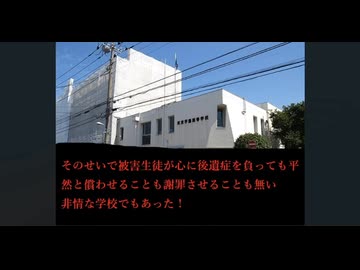 そのせいで被害生徒が心に後遺症を負っても平
然と償わせることも謝罪させることも無い
非情な学校でもあった！